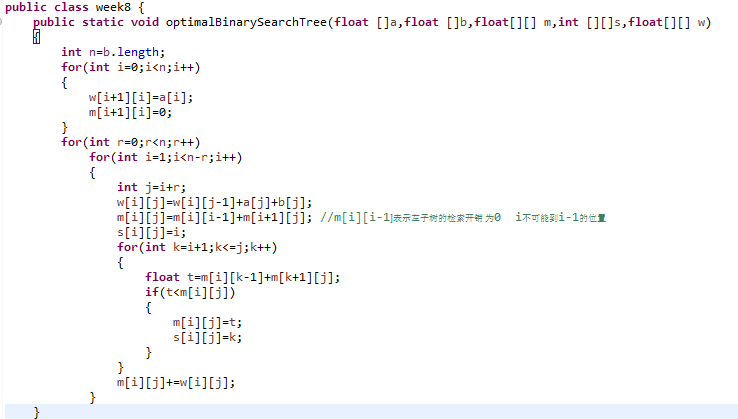 public class week8 {
    public static void optimalBinarySearchTree(float []a,float []b,float[][] m,int [][]s,float[][] w)
    {
        int n=b.length;
        for(int i=0;i<n;i++)
        {
            w[i+1][i]=a[i];
            m[i+1][i]=0;
        }
        for(int r=0;r<n;r++)
            for(int i=1;i<n-r;i++)
            {
                int j=i+r;
                w[i][j]=w[i][j-1]+a[j]+b[j];
                m[i][j]=m[i][i-1]+m[i+1][j]; //m[i][i-1]表示左子树的检索开销为0  i不可能到i-1的位置
                s[i][j]=i;
                for(int k=i+1;k<=j;k++)
                {
                    float t=m[i][k-1]+m[k+1][j];
                    if(t<m[i][j])
                    {
                        m[i][j]=t;
                        s[i][j]=k;
                    }
                }
                m[i][j]+=w[i][j];
            }
    }